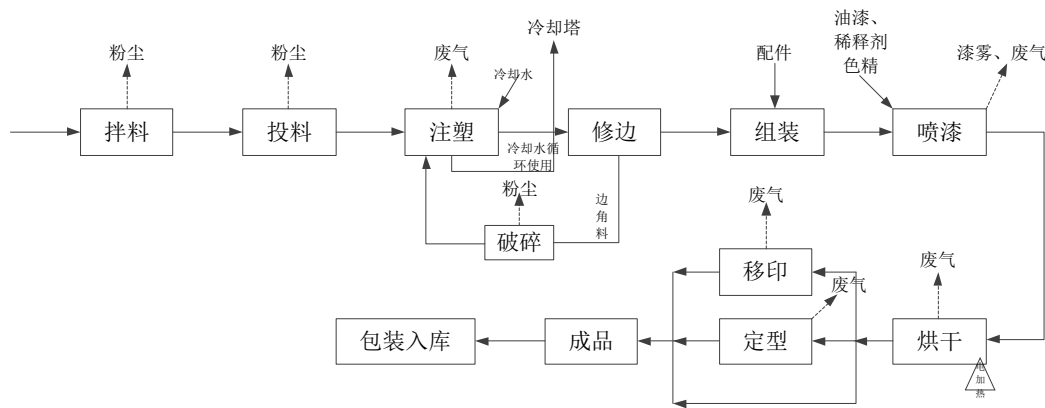 冷却塔
油漆、
稀释剂
色精
粉尘
粉尘
废气
冷却水
配件
漆雾、废气
拌料
投料
注塑
修边
组装
喷漆
冷却水循
环使用
粉尘
边
角
料
破碎
废气
移印
废气
废气
包装入库
成品
定型
烘干
电
加
热